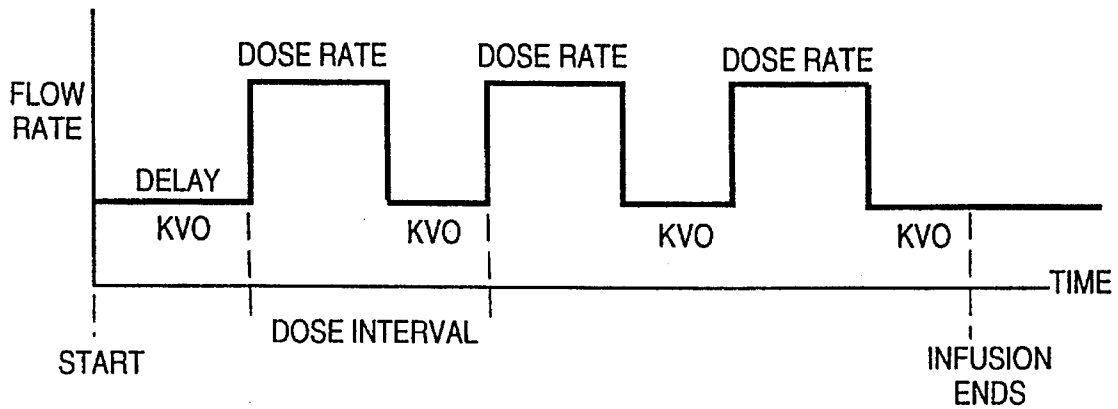 DOSE RATE
DOSE RATE
DOSE RATE
FLOW
RATE
DELAY
KVO
KVO
KVO
KVO
TIME
DOSE INTERVAL
START
INFUSION
ENDS